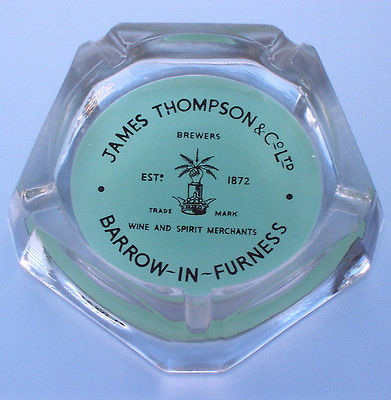 JAMES THOMPSON & Co LTD
BREWERS
ESTD. 1872
TRADE MARK
WINE AND SPIRIT MERCHANTS
BARROW-IN-FURNESS